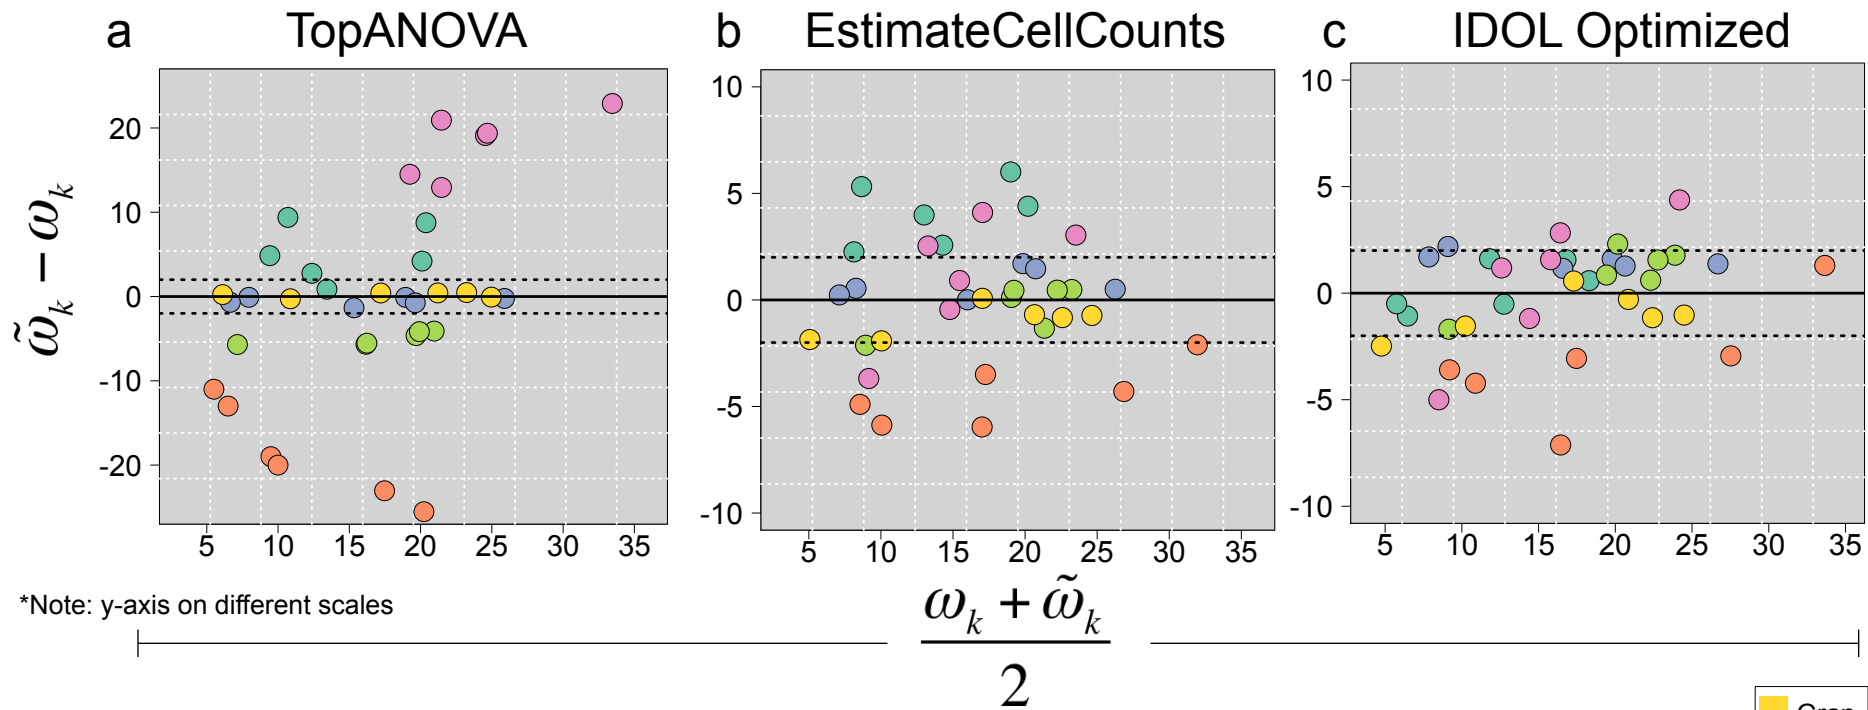 a TopANOVA
b EstimateCellCounts
c IDOL Optimized
20
10
0
-10
-20
5 10 15 20 25 30 35
10
5
0
-5
-10
5 10 15 20 25 30 35
10
5
0
-5
-10
5 10 15 20 25 30 35
ω̃k − ωk
*Note: y-axis on different scales
ωk + ω̃k
2